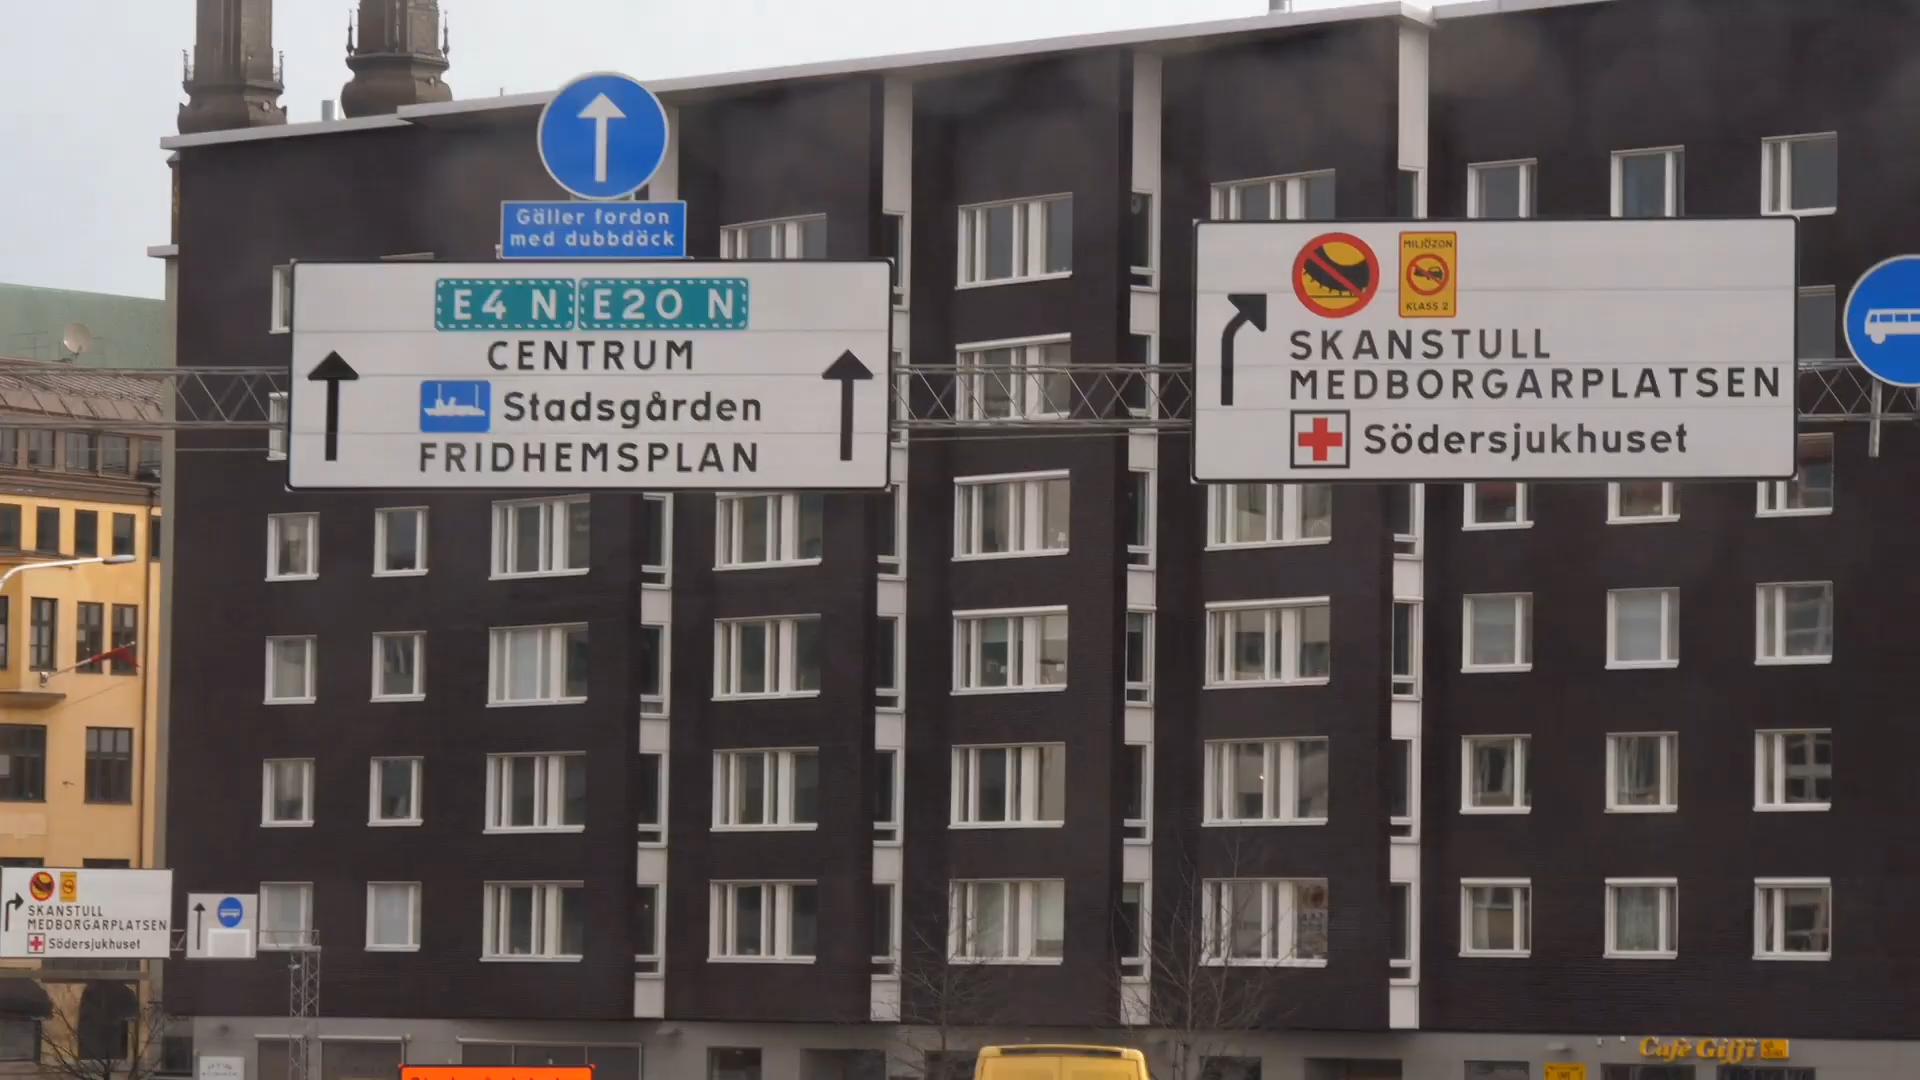 Gäller fordon
med dubbdäck
E4 N E20 N
CENTRUM
Stadsgården
FRIDHEMSPLAN
MILJÖZON
KLASS 2
SKANSTULL
MEDBORGARPLATSEN
Södersjukhuset
SKANSTULL
MEDBORGARPLATSEN
Södersjukhuset
Café Giffi